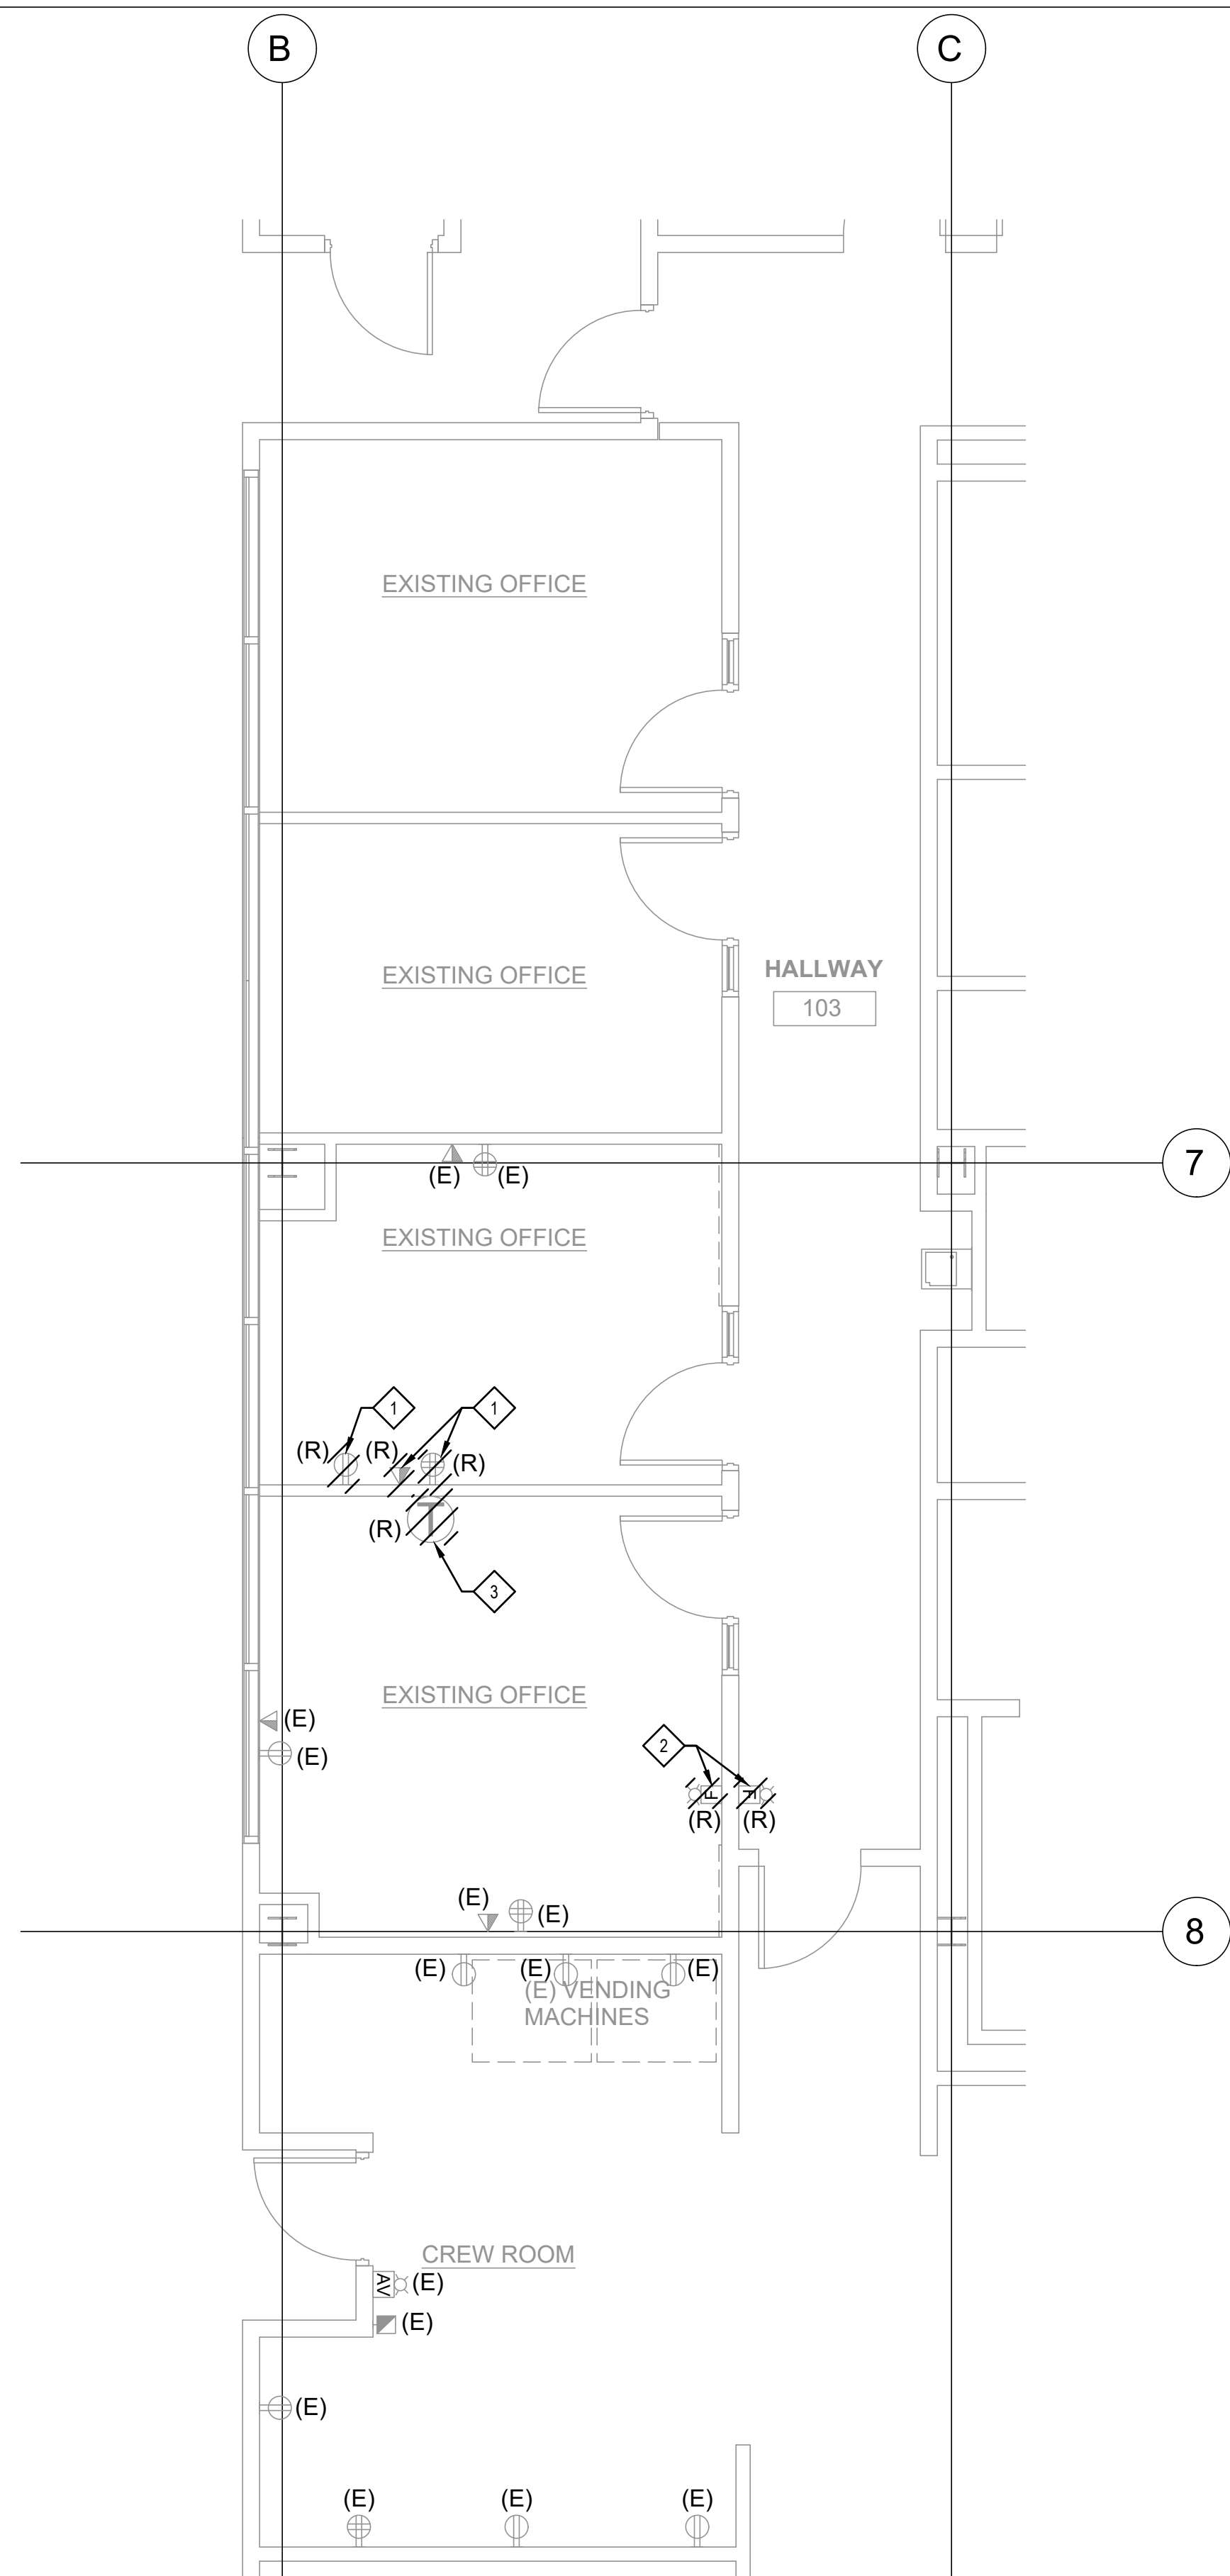 B
C
EXISTING OFFICE
EXISTING OFFICE
HALLWAY
103
7
(E)
(E)
EXISTING OFFICE
1
1
(R)
(R)
(R)
T
(R)
3
EXISTING OFFICE
(E)
(E)
2
F
F
(R)
(R)
(E)
(E)
8
(E)
(E)
(E)
(E) VENDING
MACHINES
CREW ROOM
AV
(E)
(E)
(E)
(E)
(E)
(E)